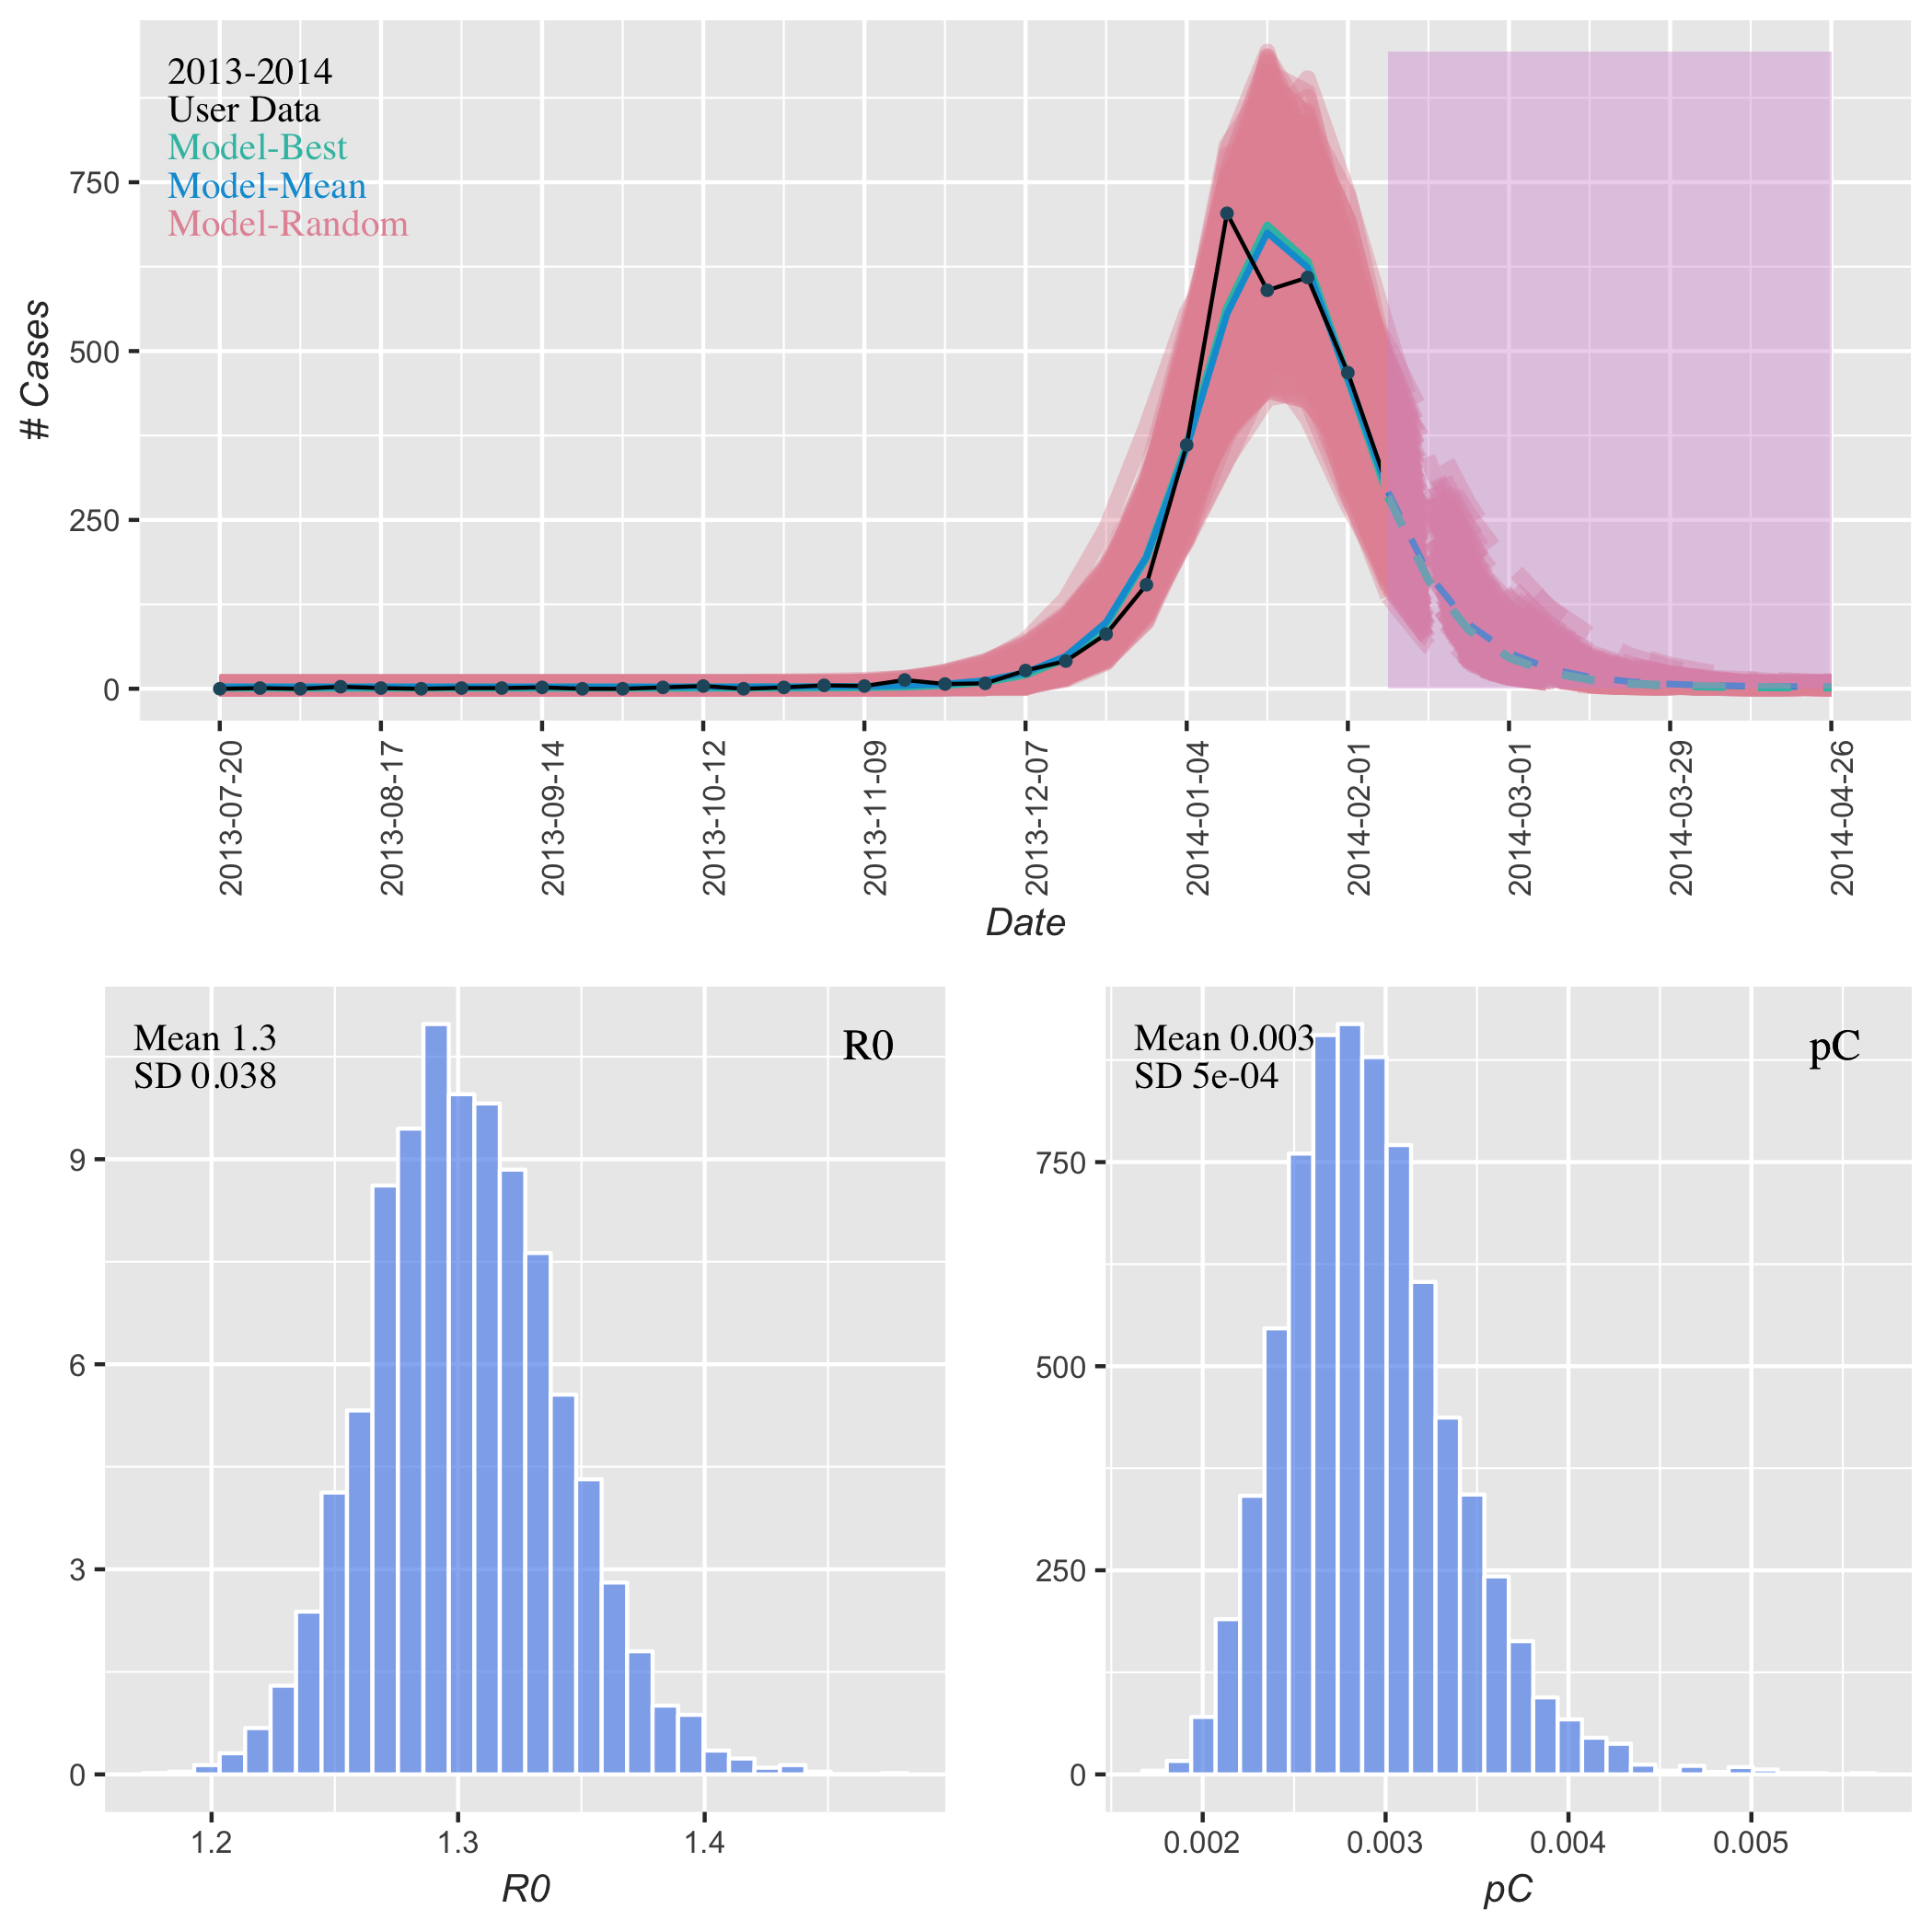 2013-2014
User Data
Model-Best
Model-Mean
Model-Random
# Cases
750
500
250
0
2013-07-20
2013-08-17
2013-09-14
2013-10-12
2013-11-09
2013-12-07
2014-01-04
2014-02-01
2014-03-01
2014-03-29
2014-04-26
Date
Mean 1.3
SD 0.038
R0
9
6
3
0
1.2 1.3 1.4
R0
Mean 0.003
SD 5e-04
pC
750
500
250
0
0.002 0.003 0.004 0.005
pC